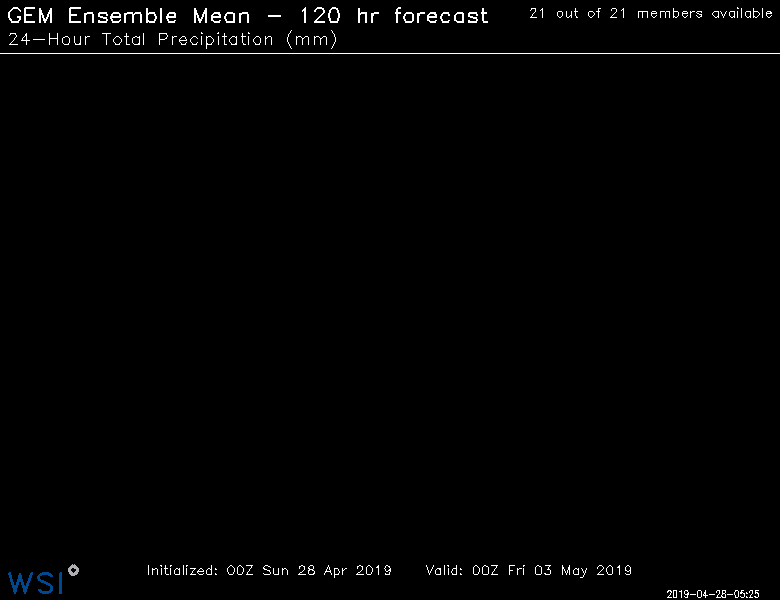 GEM Ensemble Mean - 120 hr forecast
21 out of 21 members available
24-Hour Total Precipitation (mm)
Initialized: 00Z Sun 28 Apr 2019
Valid: 00Z Fri 03 May 2019
WSI
2019-04-28-05:25